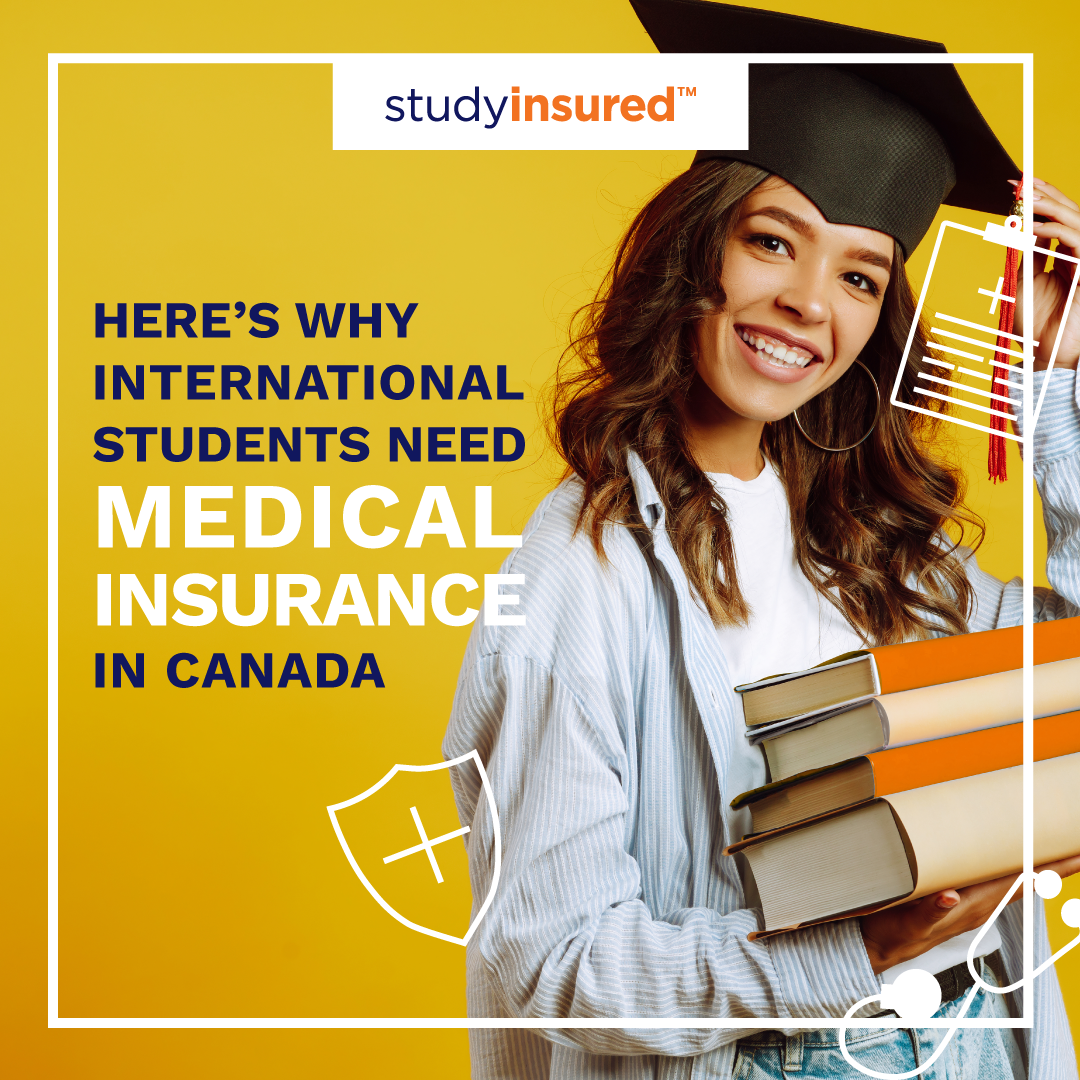 studyinsured™
HERE’S WHY
INTERNATIONAL
STUDENTS NEED
MEDICAL
INSURANCE
IN CANADA